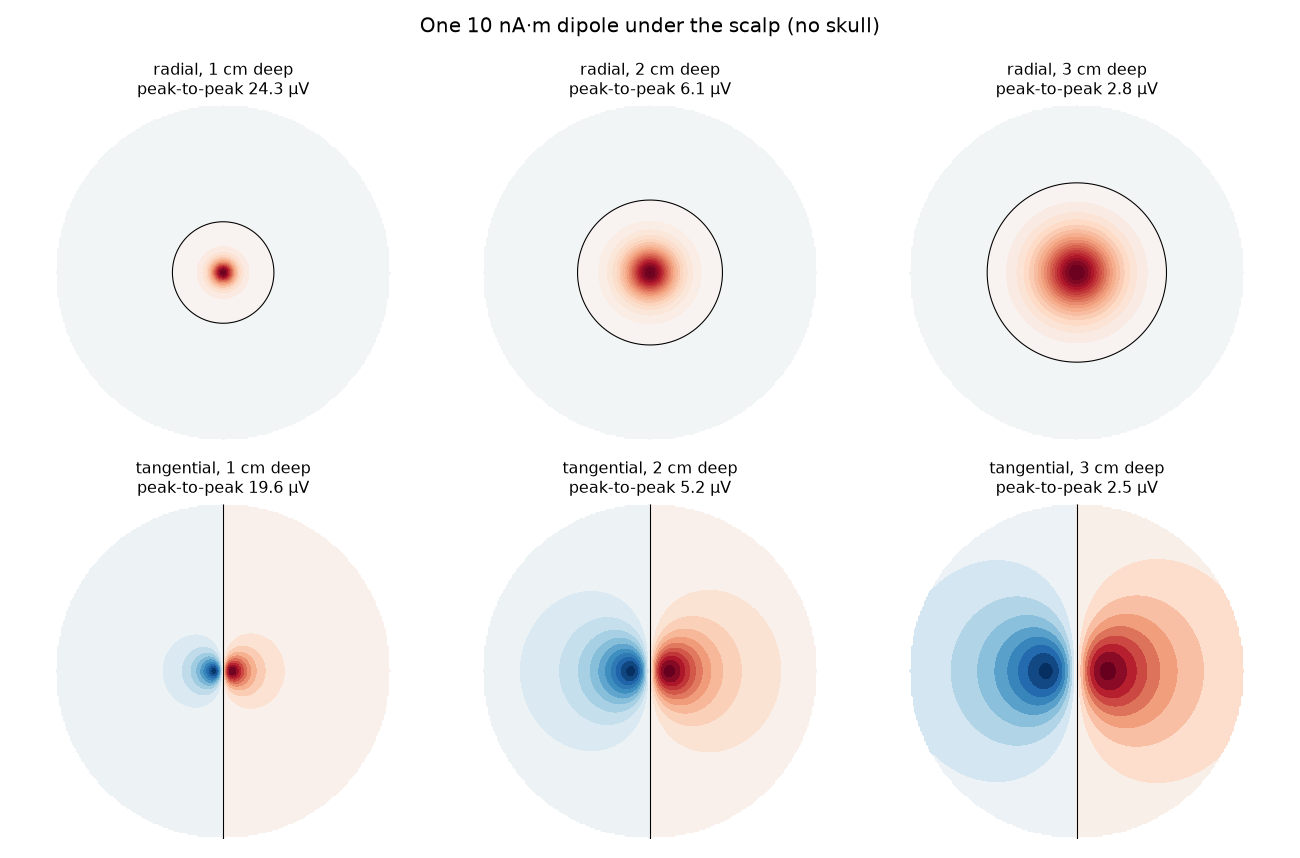 One 10 nA·m dipole under the scalp (no skull)
radial, 1 cm deep
peak-to-peak 24.3 µV
radial, 2 cm deep
peak-to-peak 6.1 µV
radial, 3 cm deep
peak-to-peak 2.8 µV
tangential, 1 cm deep
peak-to-peak 19.6 µV
tangential, 2 cm deep
peak-to-peak 5.2 µV
tangential, 3 cm deep
peak-to-peak 2.5 µV